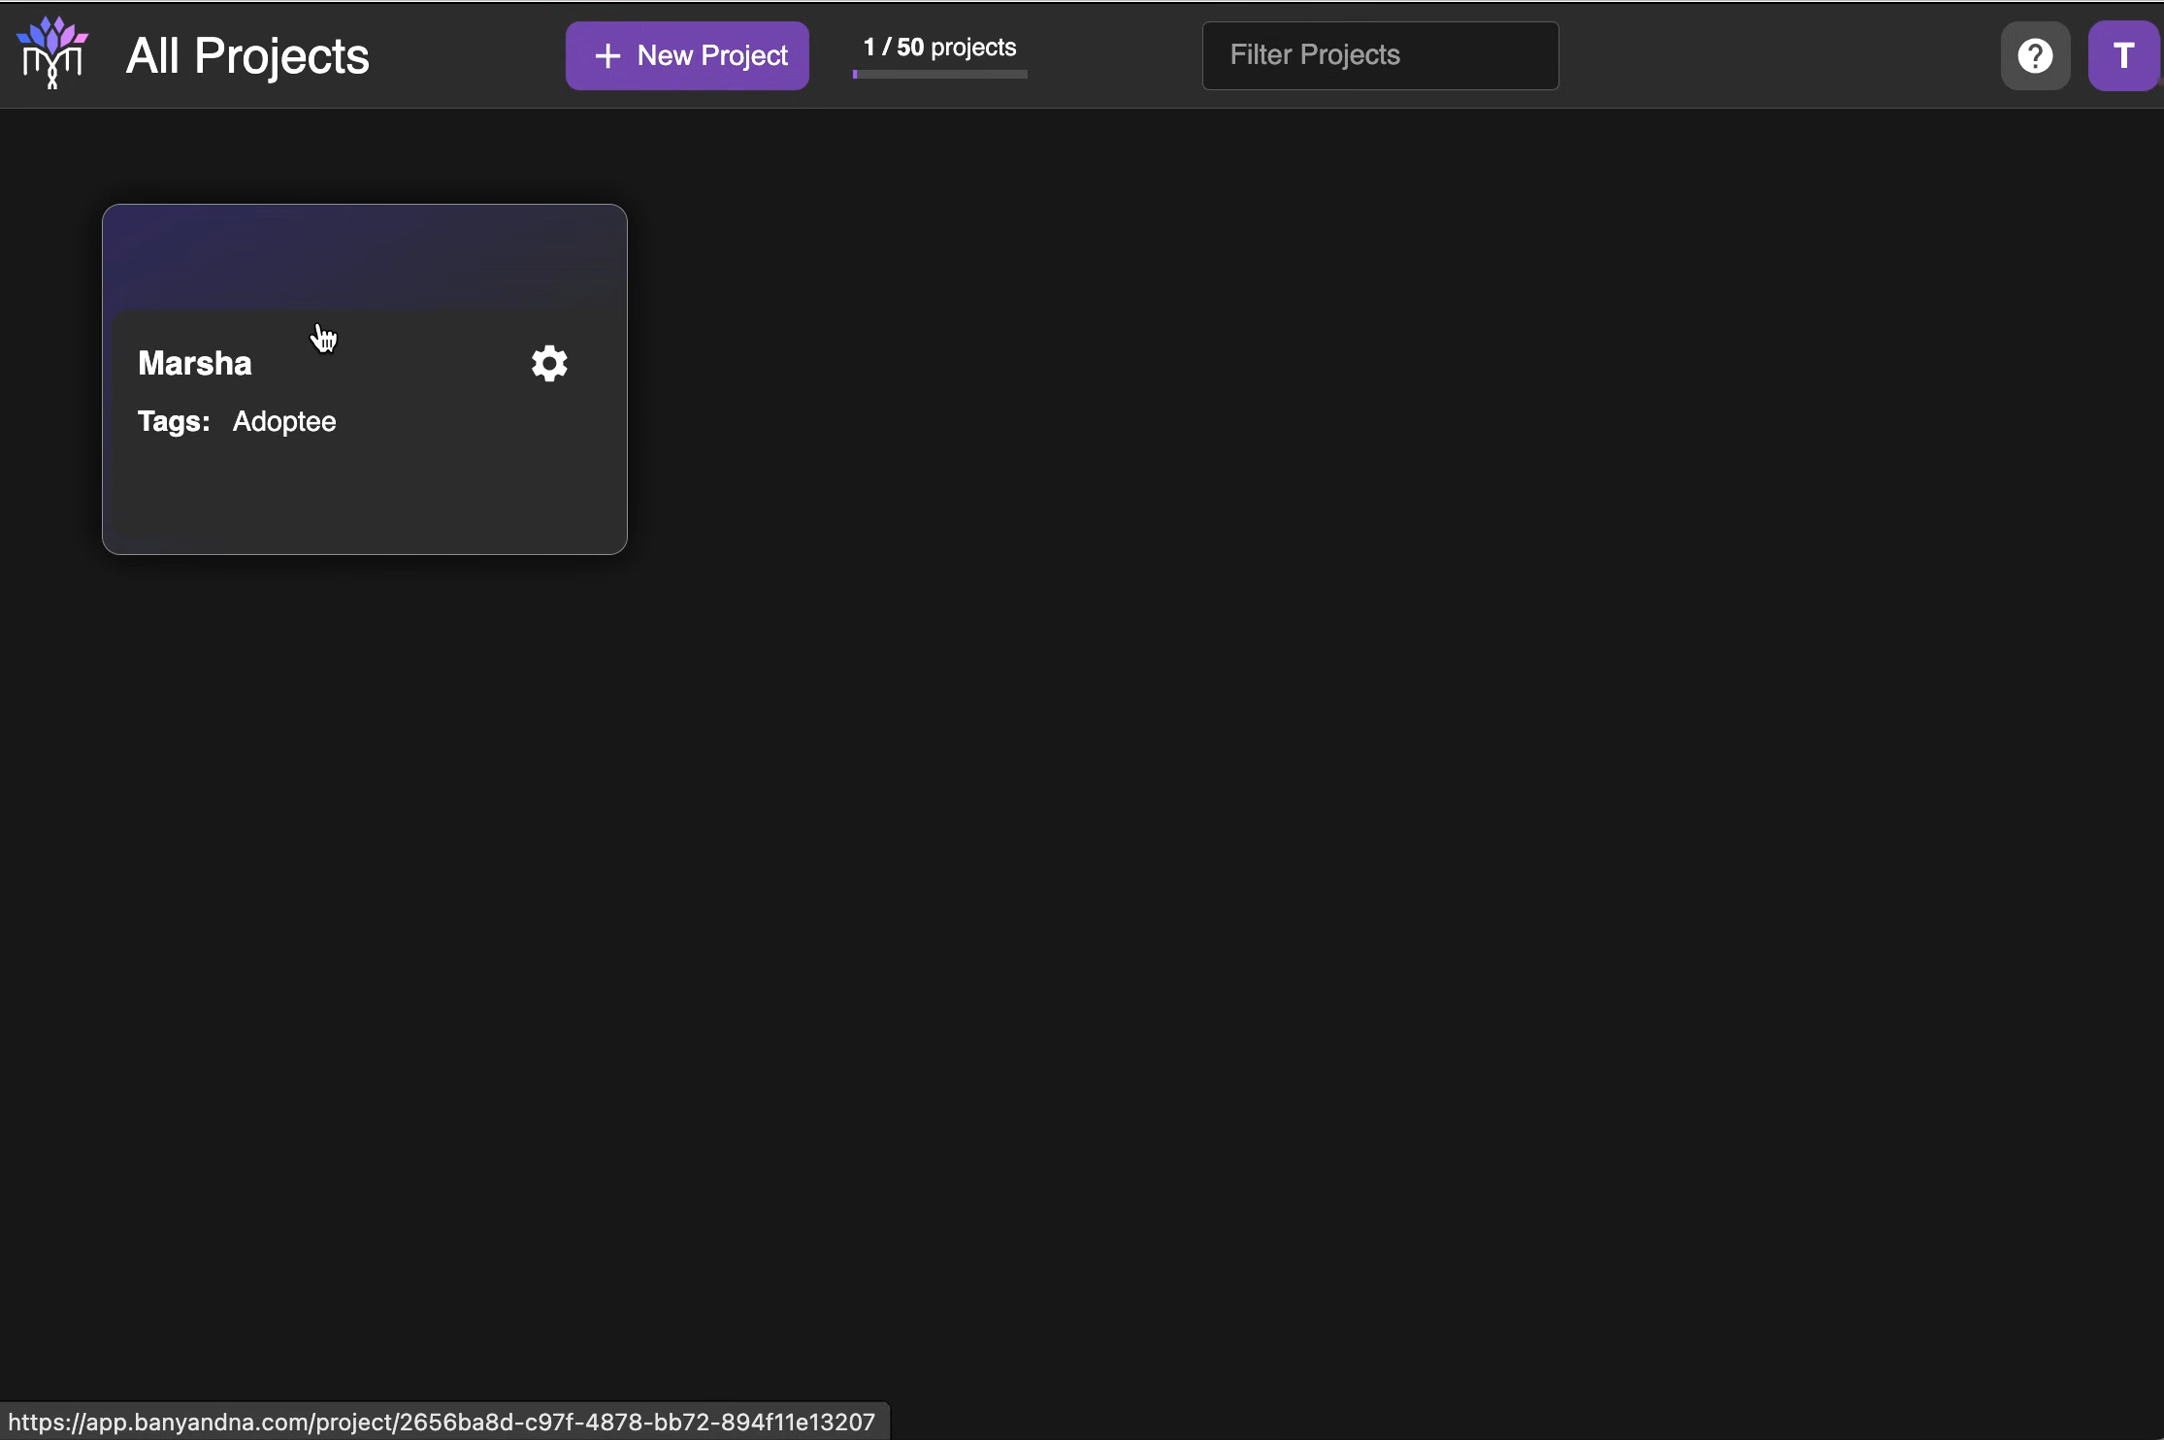 All Projects
+ New Project
1 / 50 projects
Filter Projects
?
T
Marsha
Tags: Adoptee
https://app.banyandna.com/project/2656ba8d-c97f-4878-bb72-894f11e13207